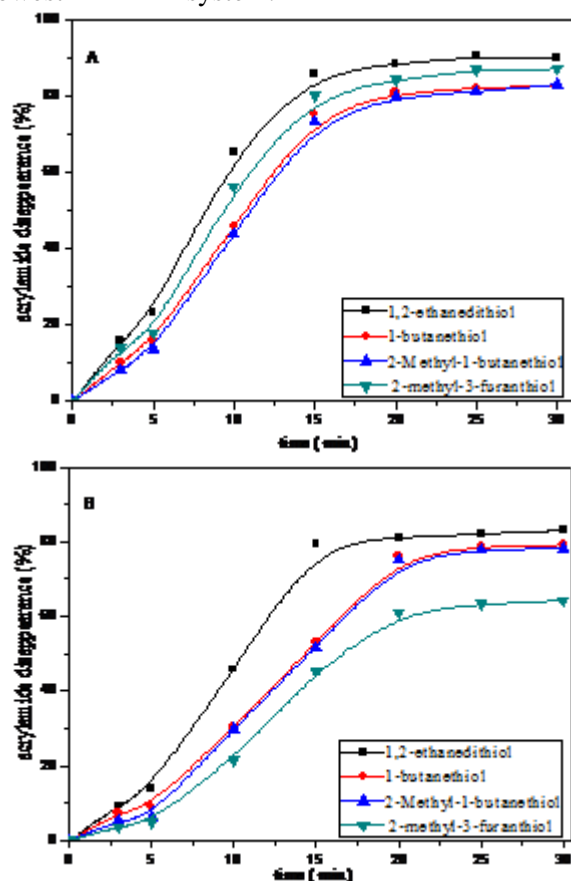 system.
A
acrylamide disappearance (%)
100
80
60
40
20
0
1,2-ethanedithiol
1-butanethiol
2-Methyl-1-butanethiol
2-methyl-3-furanthiol
0 5 10 15 20 25 30
time (min)
B
acrylamide disappearance (%)
100
80
60
40
20
0
1,2-ethanedithiol
1-butanethiol
2-Methyl-1-butanethiol
2-methyl-3-furanthiol
0 5 10 15 20 25 30
time (min)